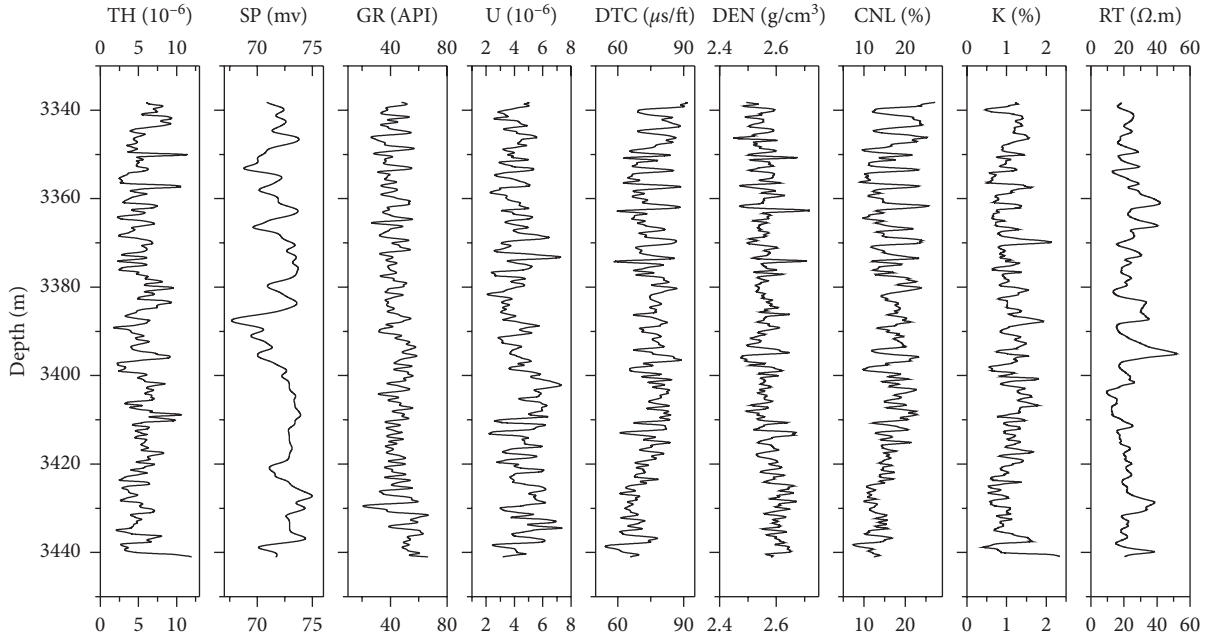 TH (10⁻⁶) SP (mv) GR (API) U (10⁻⁶) DTC (μs/ft) DEN (g/cm³) CNL (%) K (%) RT (Ω.m)
0 5 10 70 75 40 80 2 4 6 8 60 90 2.4 2.6 10 20 0 1 2 0 20 40 60
3340
3360
3380
Depth (m)
3400
3420
3440
0 5 10 70 75 40 80 2 4 6 8 60 90 2.4 2.6 10 20 0 1 2 0 20 40 60